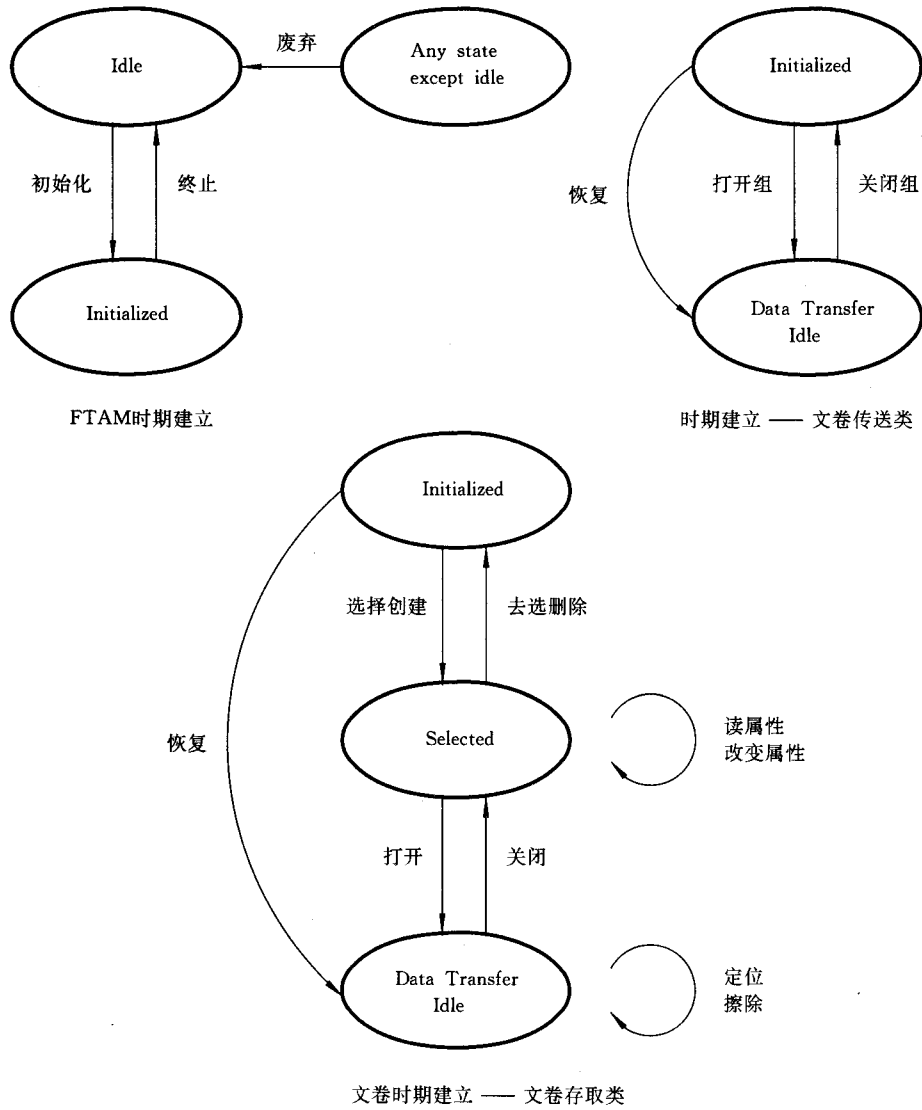 Idle
废弃
Any state
except idle
初始化
终止
Initialized
FTAM时期建立
Initialized
恢复
打开组
关闭组
Data Transfer
Idle
时期建立 —— 文卷传送类
Initialized
选择创建
去选删除
恢复
Selected
读属性
改变属性
打开
关闭
Data Transfer
Idle
定位
擦除
文卷时期建立 —— 文卷存取类